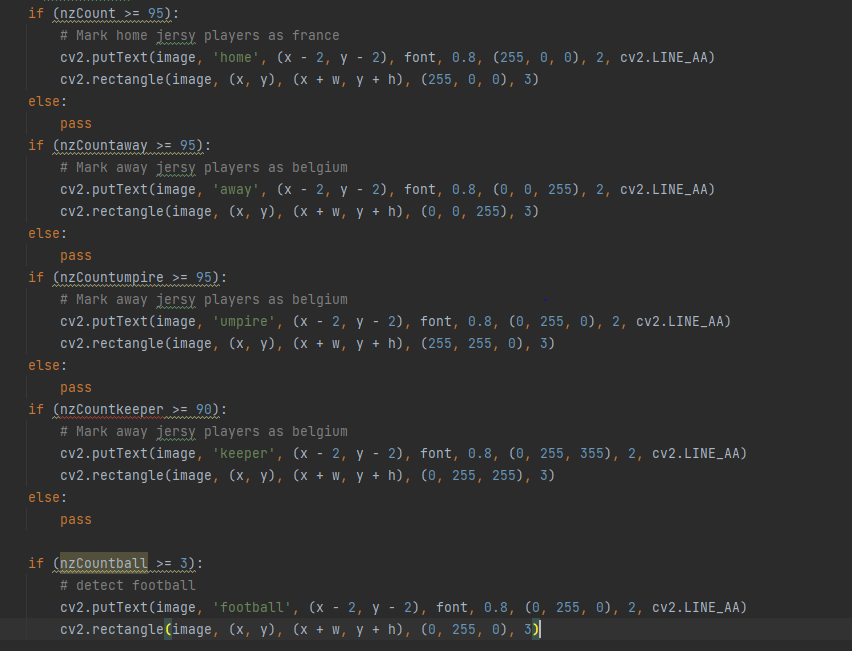 if (nzCount >= 95):
    # Mark home jersy players as france
    cv2.putText(image, 'home', (x - 2, y - 2), font, 0.8, (255, 0, 0), 2, cv2.LINE_AA)
    cv2.rectangle(image, (x, y), (x + w, y + h), (255, 0, 0), 3)
else:
    pass
if (nzCountaway >= 95):
    # Mark away jersy players as belgium
    cv2.putText(image, 'away', (x - 2, y - 2), font, 0.8, (0, 0, 255), 2, cv2.LINE_AA)
    cv2.rectangle(image, (x, y), (x + w, y + h), (0, 0, 255), 3)
else:
    pass
if (nzCountumpire >= 95):
    # Mark away jersy players as belgium
    cv2.putText(image, 'umpire', (x - 2, y - 2), font, 0.8, (0, 255, 0), 2, cv2.LINE_AA)
    cv2.rectangle(image, (x, y), (x + w, y + h), (255, 255, 0), 3)
else:
    pass
if (nzCountkeeper >= 90):
    # Mark away jersy players as belgium
    cv2.putText(image, 'keeper', (x - 2, y - 2), font, 0.8, (0, 255, 355), 2, cv2.LINE_AA)
    cv2.rectangle(image, (x, y), (x + w, y + h), (0, 255, 255), 3)
else:
    pass

if (nzCountball >= 3):
    # detect football
    cv2.putText(image, 'football', (x - 2, y - 2), font, 0.8, (0, 255, 0), 2, cv2.LINE_AA)
    cv2.rectangle(image, (x, y), (x + w, y + h), (0, 255, 0), 3)